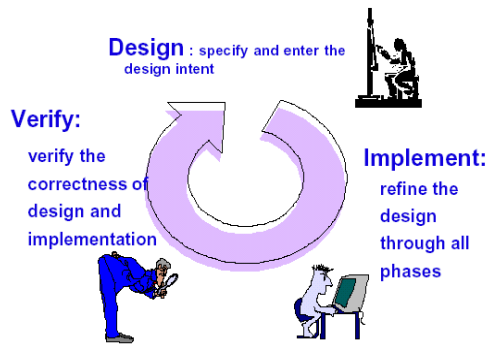 Design : specify and enter the
design intent
Verify:
verify the
correctness of
design and
implementation
Implement:
refine the
design
through all
phases